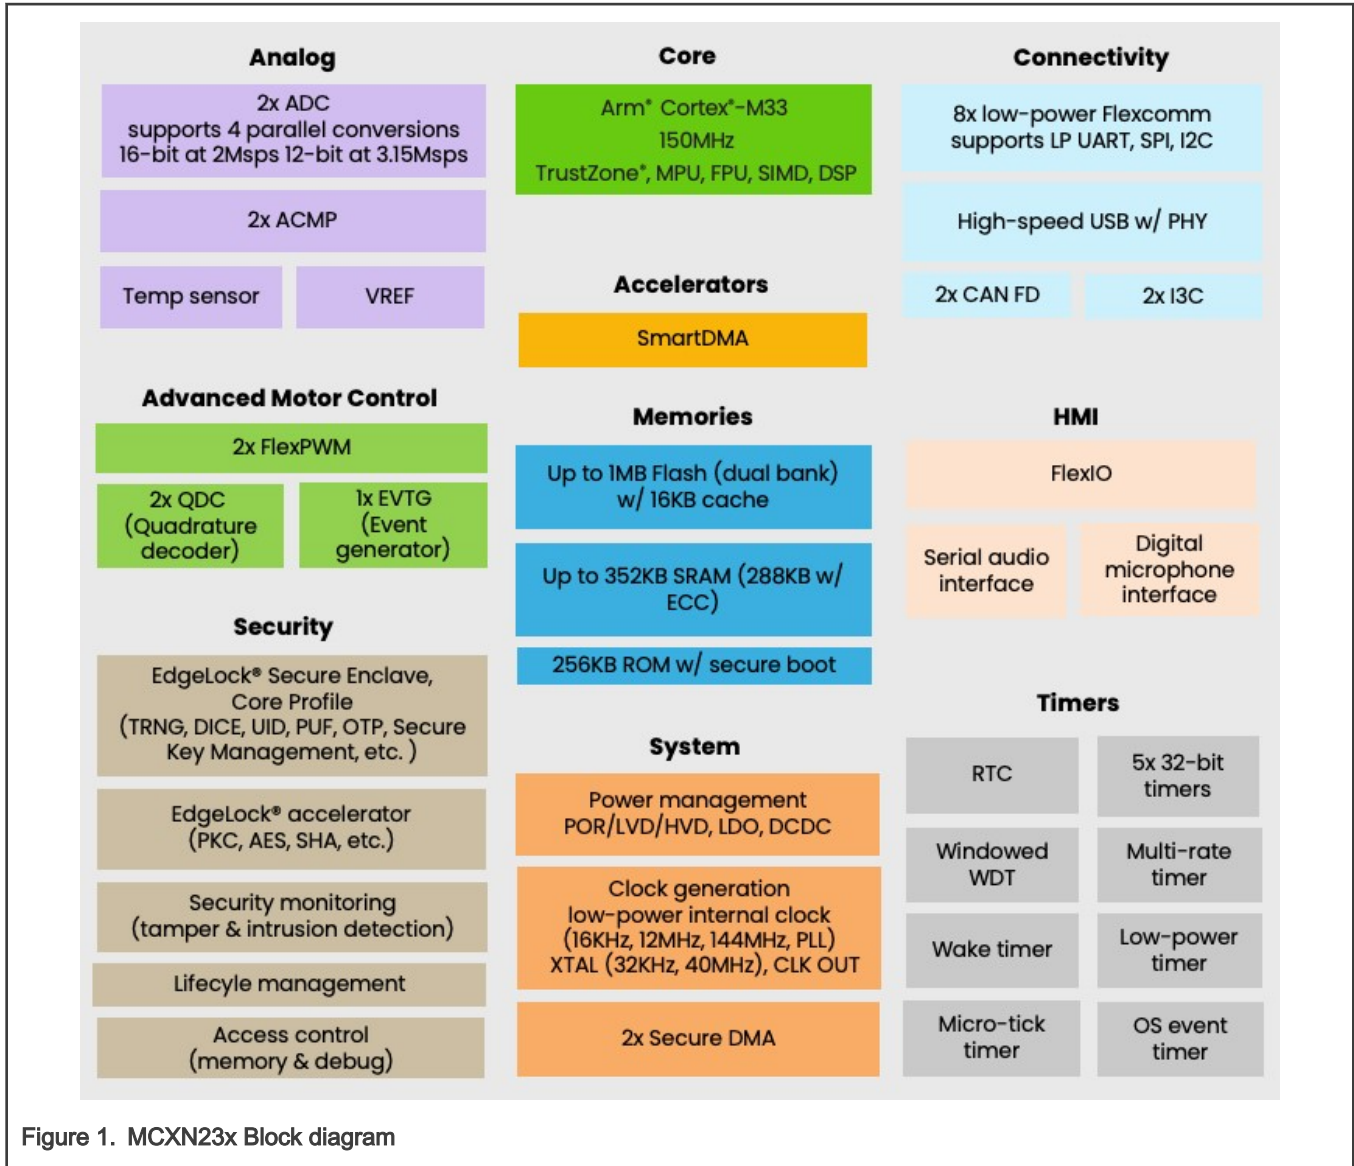 Analog
2x ADC
supports 4 parallel conversions
16-bit at 2Msps 12-bit at 3.15Msps
2x ACMP
Temp sensor
VREF
Advanced Motor Control
2x FlexPWM
2x QDC
(Quadrature
decoder)
1x EVTG
(Event
generator)
Security
EdgeLock® Secure Enclave,
Core Profile
(TRNG, DICE, UID, PUF, OTP, Secure
Key Management, etc. )
EdgeLock® accelerator
(PKC, AES, SHA, etc.)
Security monitoring
(tamper & intrusion detection)
Lifecyle management
Access control
(memory & debug)
Core
Arm® Cortex®-M33
150MHz
TrustZone®, MPU, FPU, SIMD, DSP
Accelerators
SmartDMA
Memories
Up to 1MB Flash (dual bank)
w/ 16KB cache
Up to 352KB SRAM (288KB w/
ECC)
256KB ROM w/ secure boot
System
Power management
POR/LVD/HVD, LDO, DCDC
Clock generation
low-power internal clock
(16KHz, 12MHz, 144MHz, PLL)
XTAL (32KHz, 40MHz), CLK OUT
2x Secure DMA
Connectivity
8x low-power Flexcomm
supports LP UART, SPI, I2C
High-speed USB w/ PHY
2x CAN FD
2x I3C
HMI
FlexIO
Serial audio
interface
Digital
microphone
interface
Timers
RTC
5x 32-bit
timers
Windowed
WDT
Multi-rate
timer
Wake timer
Low-power
timer
Micro-tick
timer
OS event
timer
Figure 1. MCXN23x Block diagram